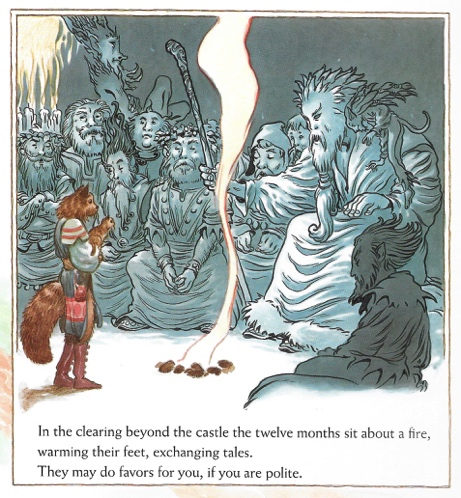 In the clearing beyond the castle the twelve months sit about a fire,
warming their feet, exchanging tales.
They may do favors for you, if you are polite.